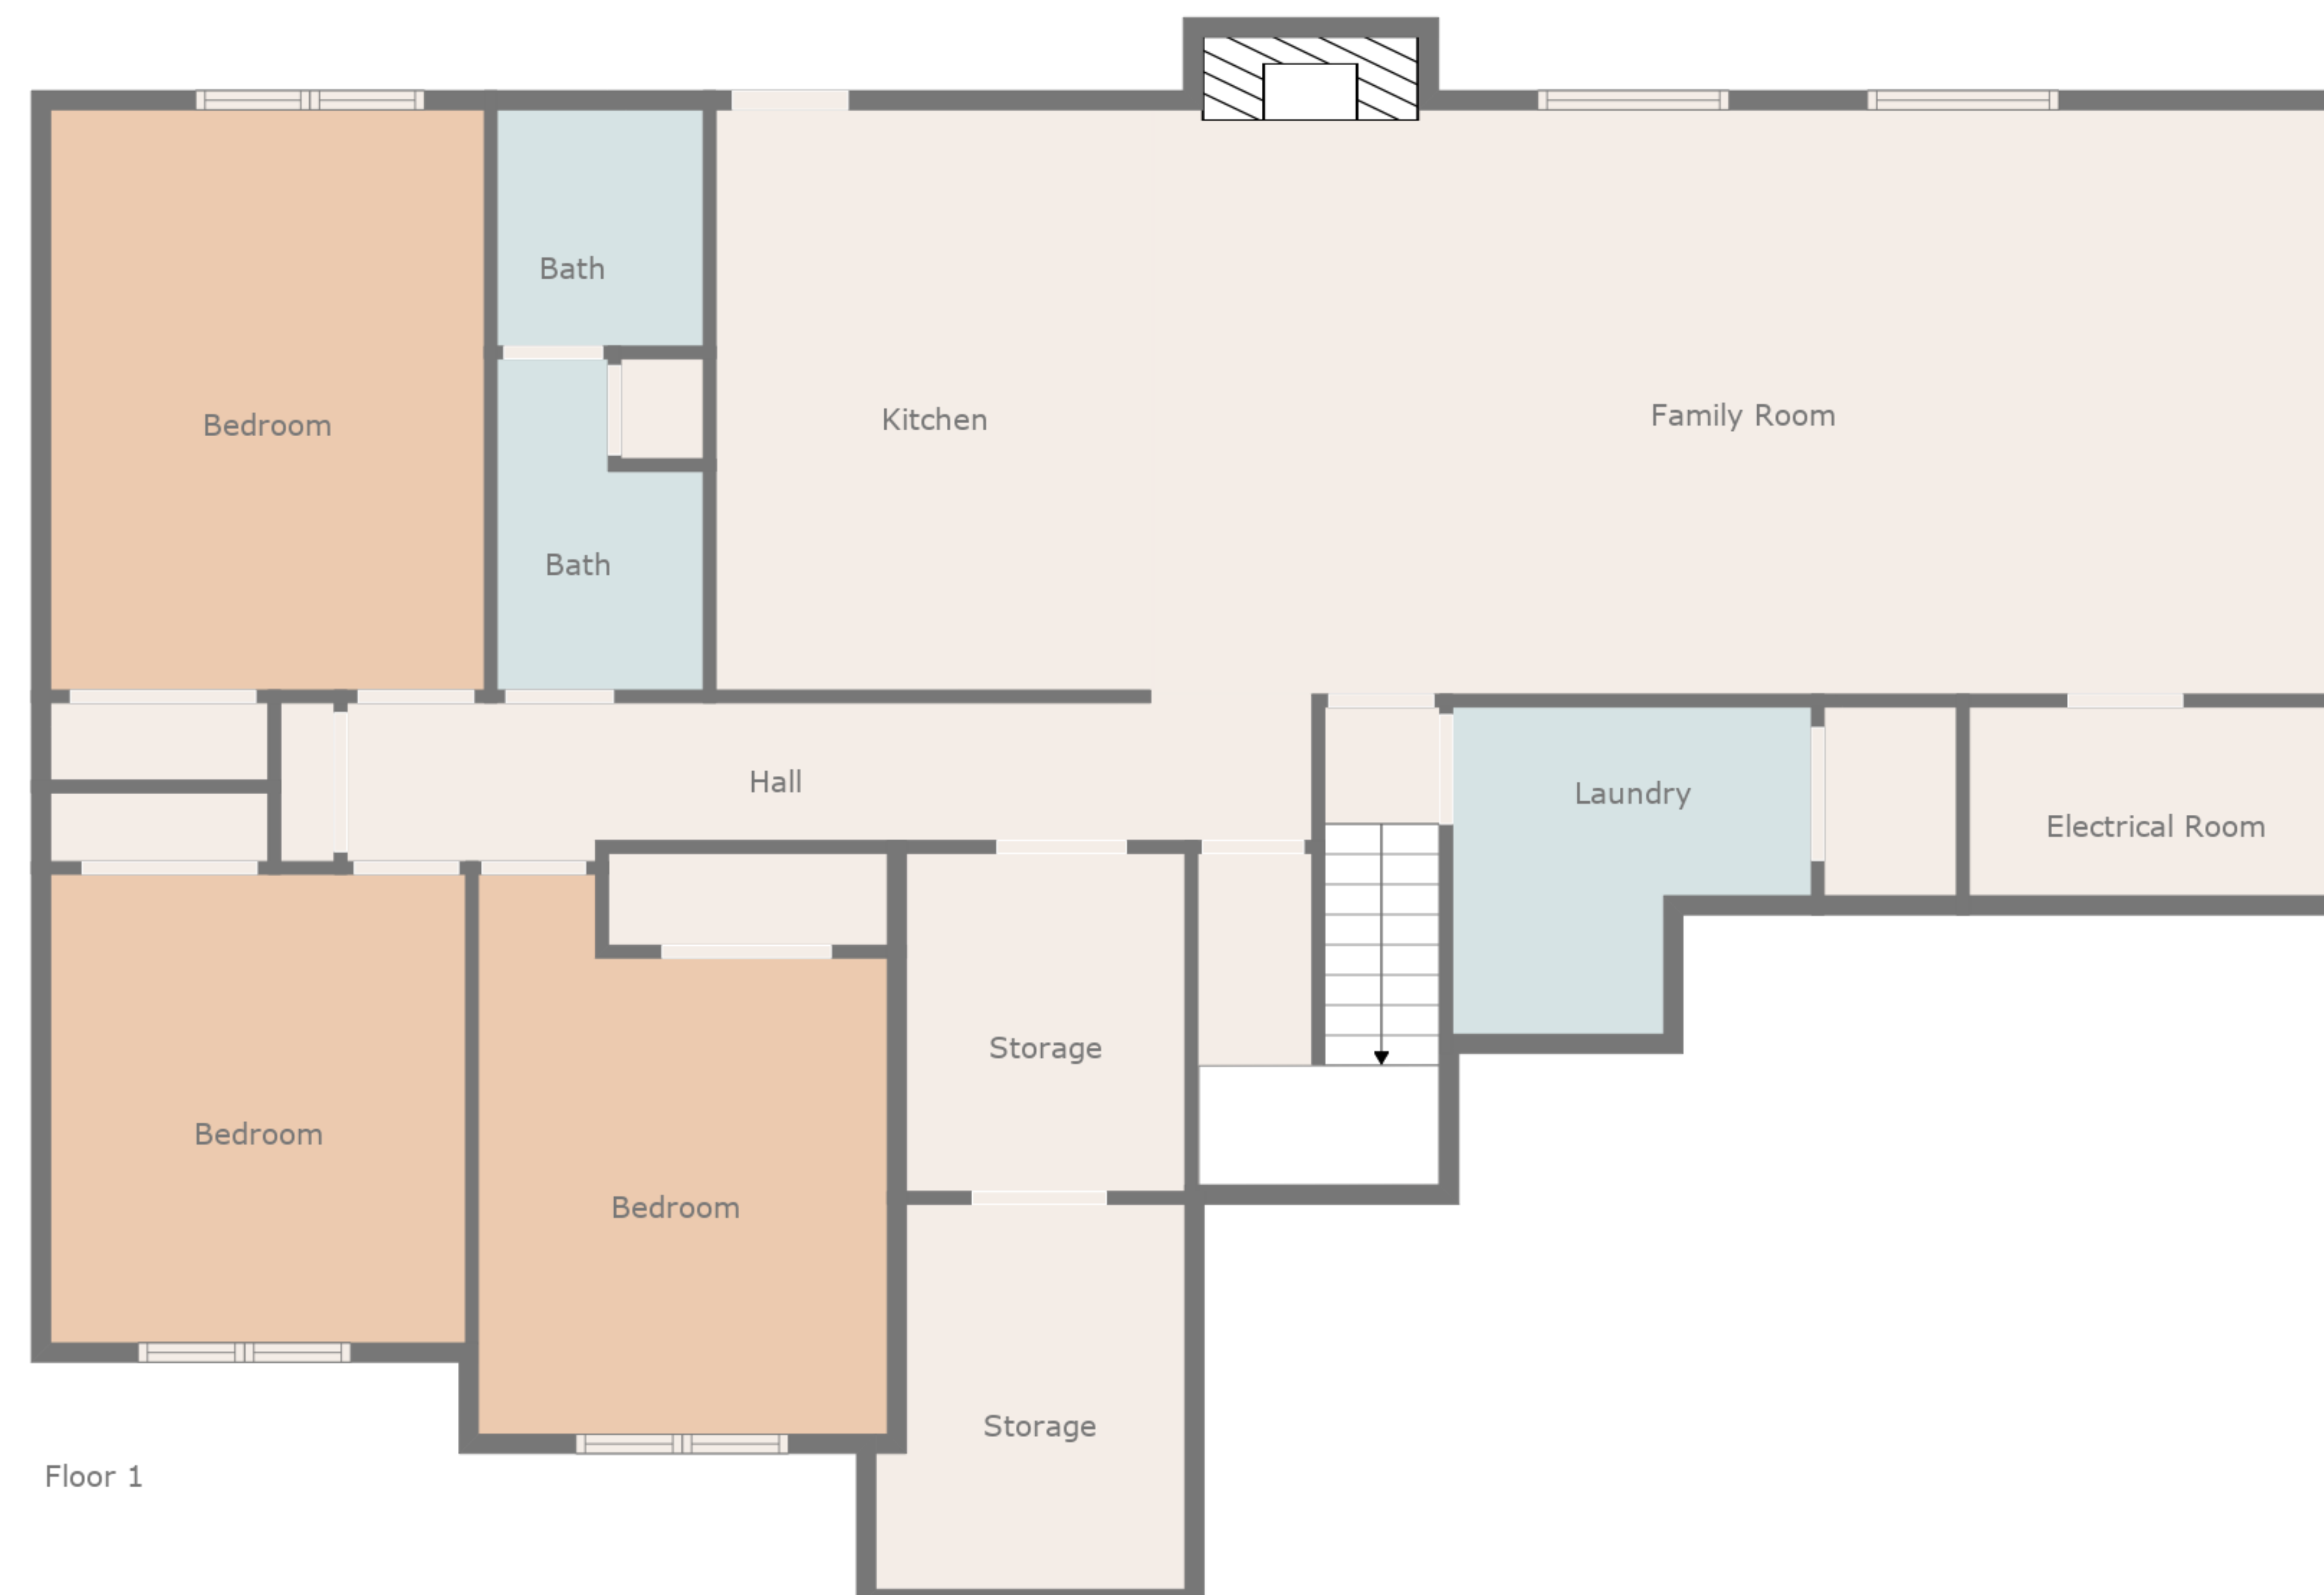 Bath
Bedroom
Kitchen
Family Room
Bath
Hall
Laundry
Electrical Room
Storage
Bedroom
Bedroom
Storage
Floor 1